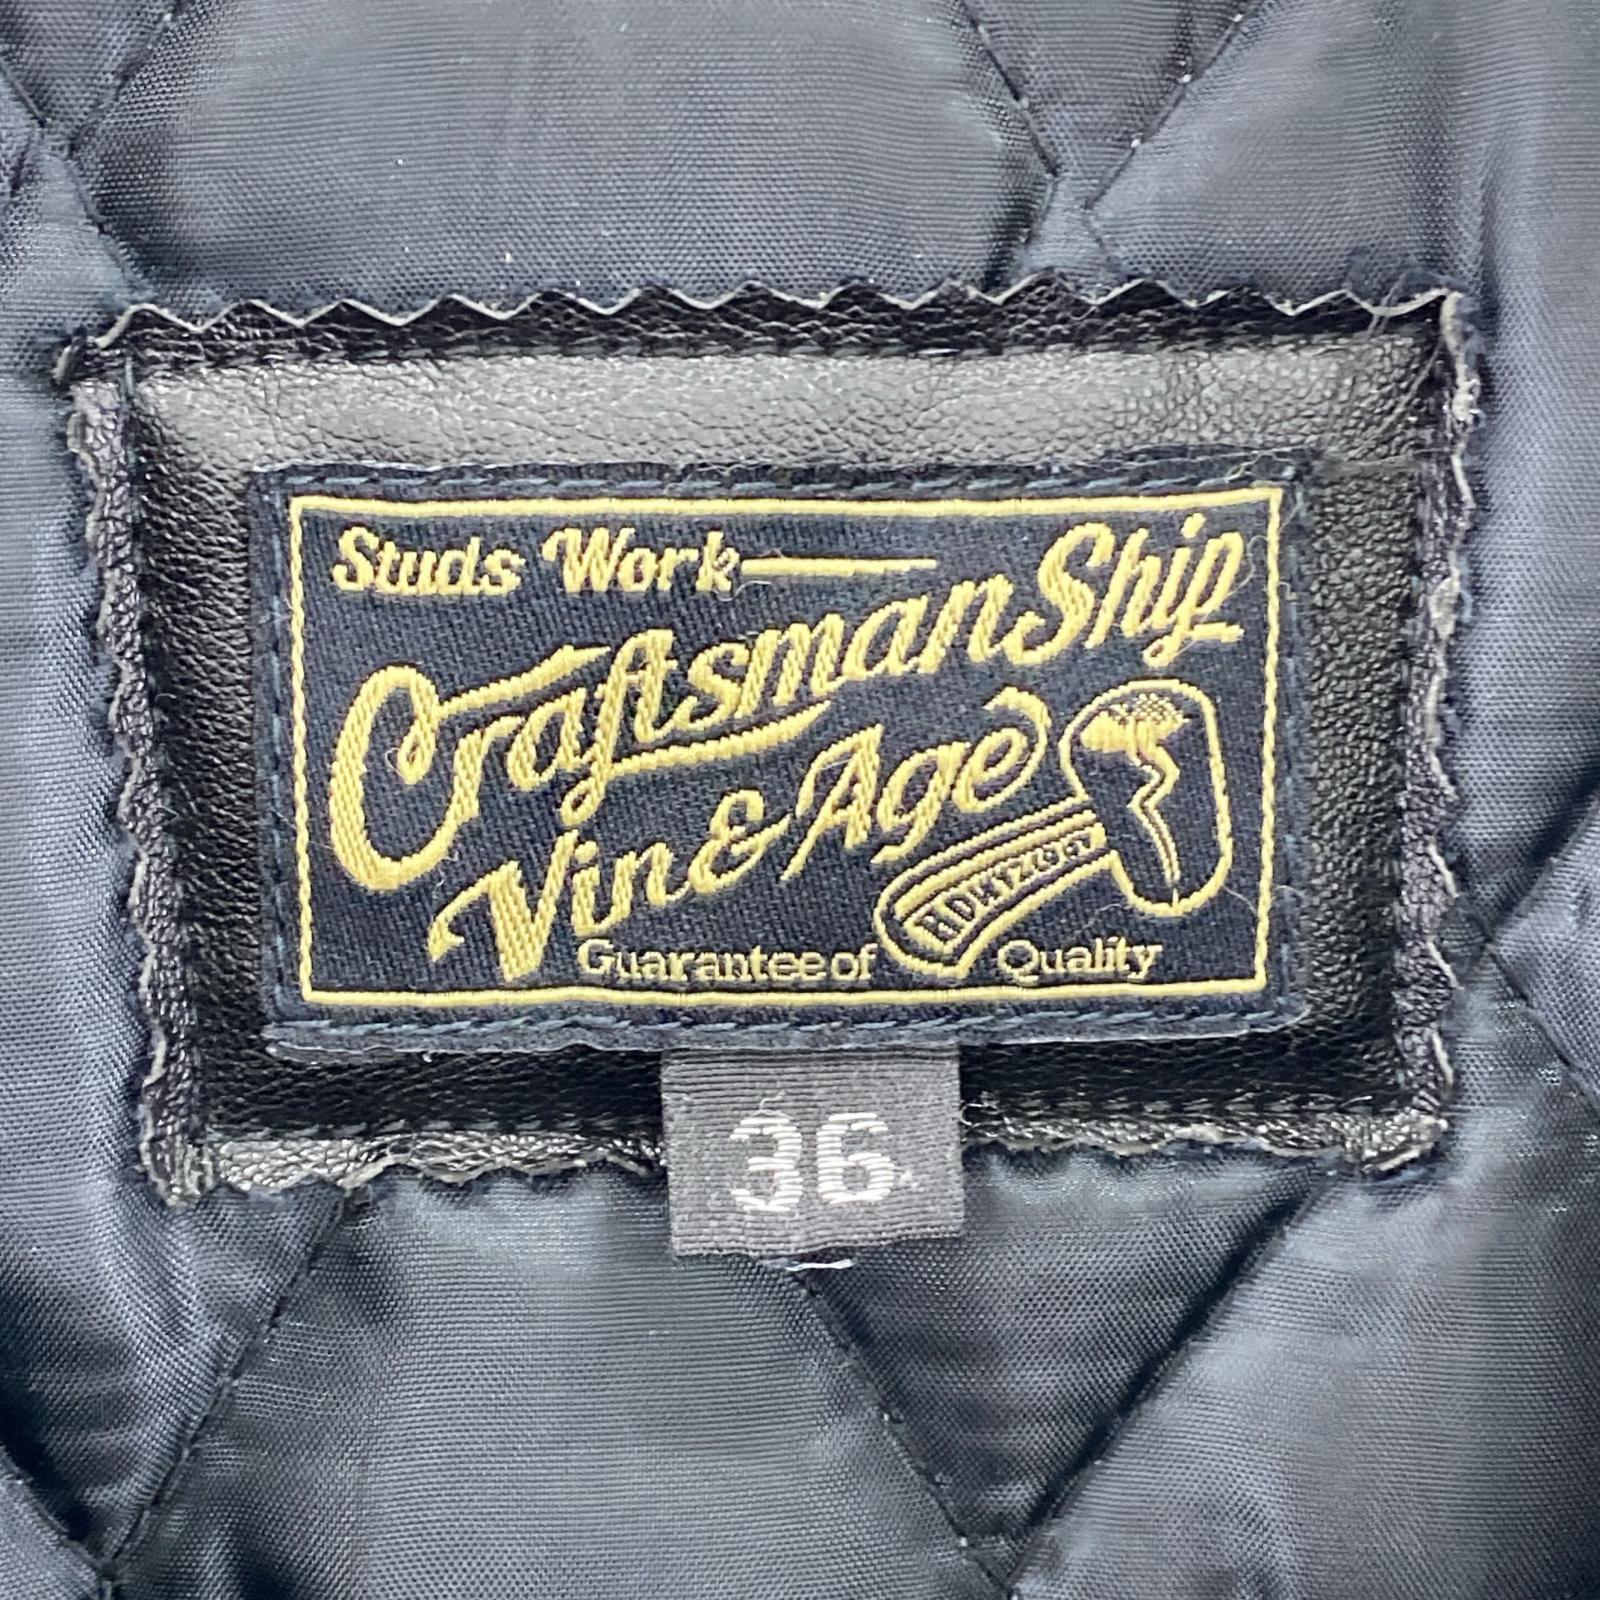 Studs Work
CraftsmanShip
Vin & Age
Guarantee of Quality
36